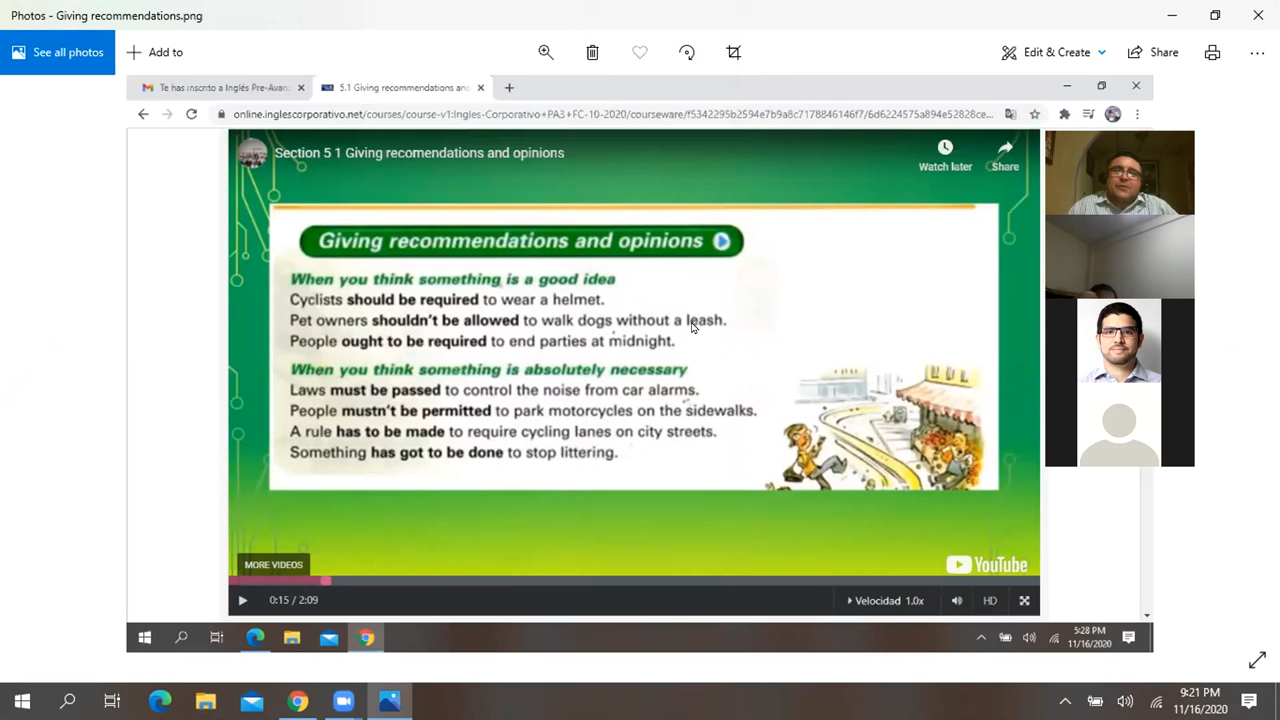 Photos - Giving recommendations.png
See all photos
Add to
Edit & Create
Share
Te has inscrito a Inglés Pre-Avan
5.1 Giving recommendations an
Section 5 1 Giving recomendations and opinions
Watch later
Share
Giving recommendations and opinions
When you think something is a good idea
Cyclists should be required to wear a helmet.
Pet owners shouldn't be allowed to walk dogs without a leash.
People ought to be required to end parties at midnight.
When you think something is absolutely necessary
Laws must be passed to control the noise from car alarms.
People mustn't be permitted to park motorcycles on the sidewalks.
A rule has to be made to require cycling lanes on city streets.
Something has got to be done to stop littering.
MORE VIDEOS
YouTube
0:15 / 2:09
Velocidad 1.0x
HD
5:28 PM
11/16/2020
9:21 PM
11/16/2020